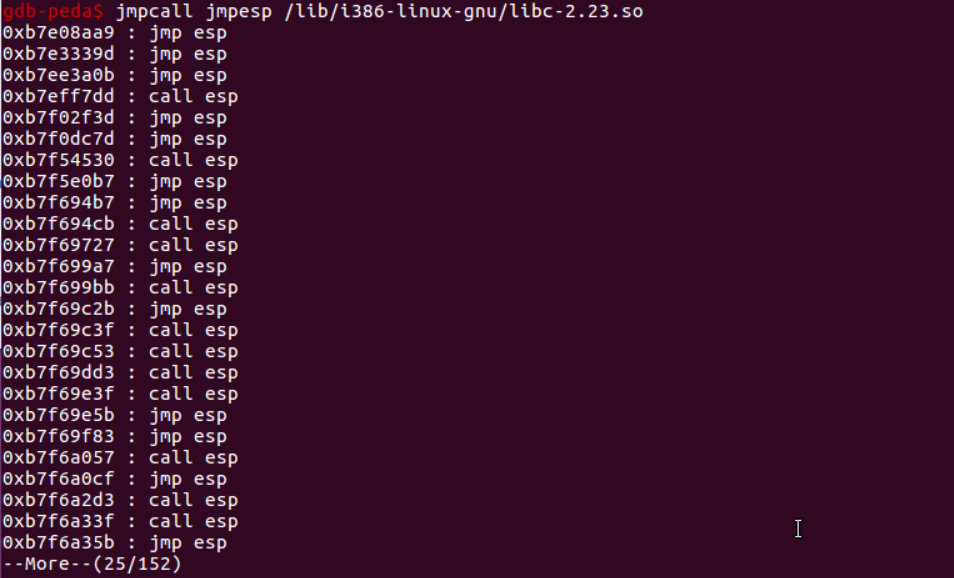 gdb-peda$ jmpcall jmpesp /lib/i386-linux-gnu/libc-2.23.so
0xb7e08aa9 : jmp esp
0xb7e3339d : jmp esp
0xb7ee3a0b : jmp esp
0xb7eff7dd : call esp
0xb7f02f3d : jmp esp
0xb7f0dc7d : jmp esp
0xb7f54530 : call esp
0xb7f5e0b7 : jmp esp
0xb7f694b7 : jmp esp
0xb7f694cb : call esp
0xb7f69727 : call esp
0xb7f699a7 : jmp esp
0xb7f699bb : call esp
0xb7f69c2b : jmp esp
0xb7f69c3f : call esp
0xb7f69c53 : call esp
0xb7f69dd3 : call esp
0xb7f69e3f : call esp
0xb7f69e5b : jmp esp
0xb7f69f83 : jmp esp
0xb7f6a057 : call esp
0xb7f6a0cf : jmp esp
0xb7f6a2d3 : call esp
0xb7f6a33f : call esp
0xb7f6a35b : jmp esp
--More--(25/152)